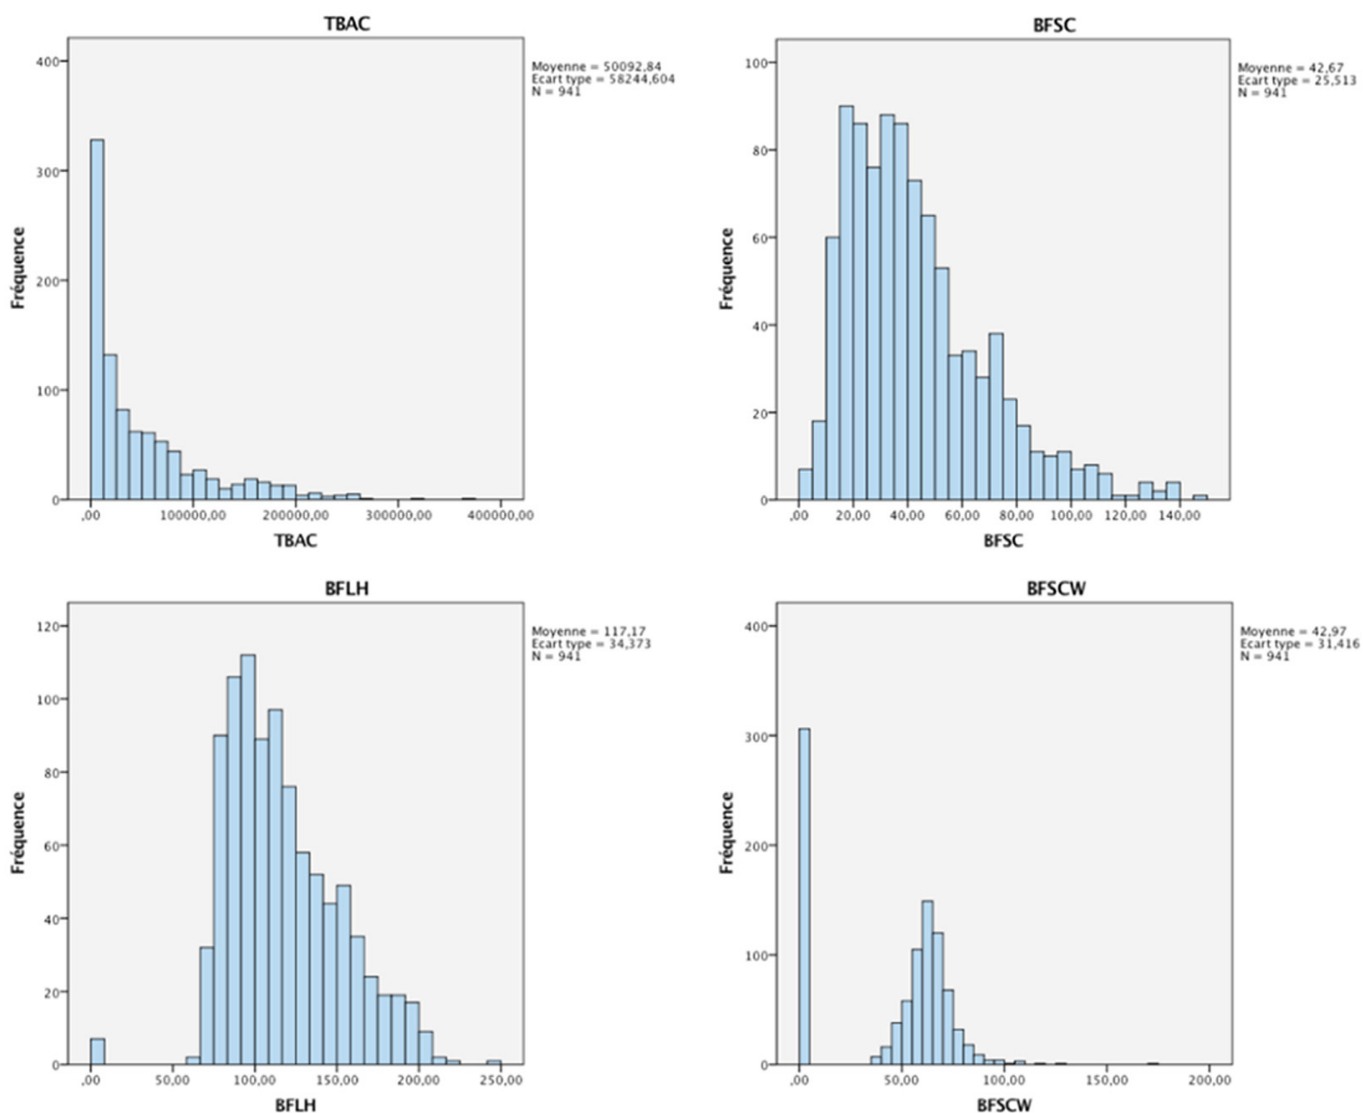 TBAC
Moyenne = 50092,84
Ecart type = 58244,604
N = 941
Fréquence
400
300
200
100
0
,00 100000,00 200000,00 300000,00 400000,00
TBAC
BFSC
Moyenne = 42,67
Ecart type = 25,513
N = 941
Fréquence
100
80
60
40
20
0
,00 20,00 40,00 60,00 80,00 100,00 120,00 140,00
BFSC
BFLH
Moyenne = 117,17
Ecart type = 34,373
N = 941
Fréquence
120
100
80
60
40
20
0
,00 50,00 100,00 150,00 200,00 250,00
BFLH
BFSCW
Moyenne = 42,97
Ecart type = 31,416
N = 941
Fréquence
400
300
200
100
0
,00 50,00 100,00 150,00 200,00
BFSCW